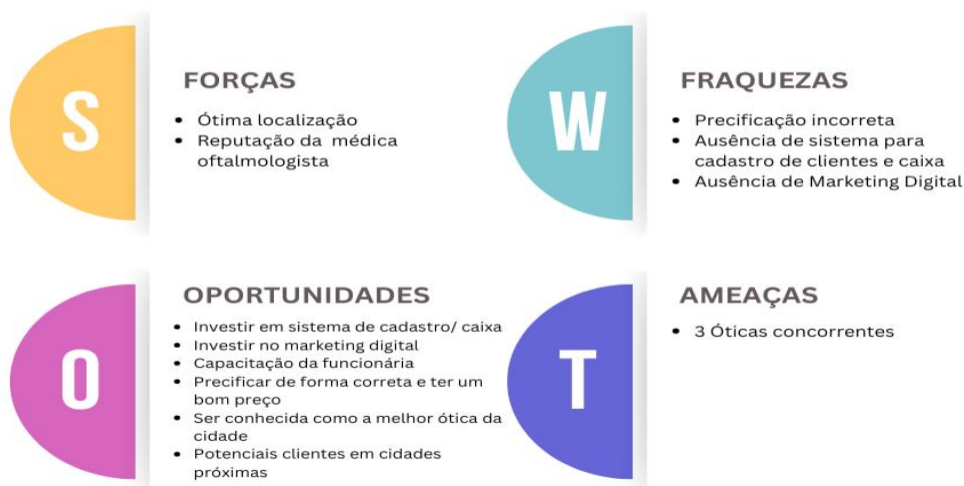 S
FORÇAS
• Ótima localização
• Reputação da médica
oftalmologista
W
FRAQUEZAS
• Precificação incorreta
• Ausência de sistema para
cadastro de clientes e caixa
• Ausência de Marketing Digital
O
OPORTUNIDADES
• Investir em sistema de cadastro/ caixa
• Investir no marketing digital
• Capacitação da funcionária
• Precificar de forma correta e ter um
bom preço
• Ser conhecida como a melhor ótica da
cidade
• Potenciais clientes em cidades
próximas
T
AMEAÇAS
• 3 Óticas concorrentes